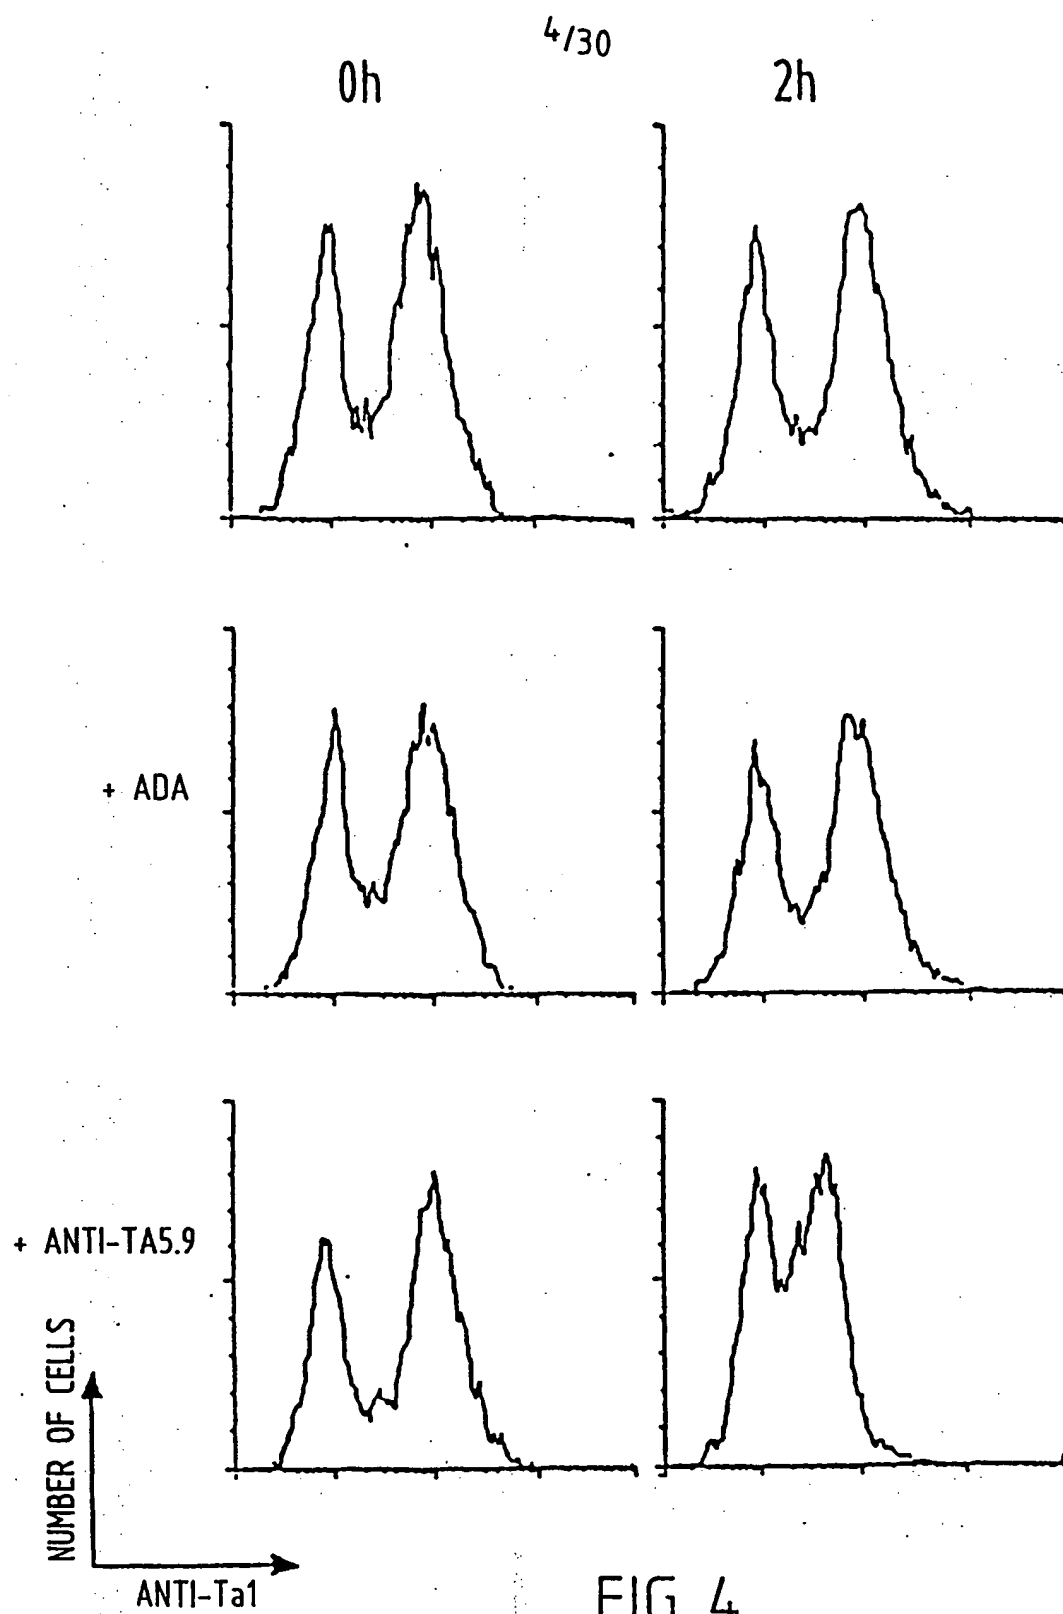 4/30
0h
2h
+ ADA
+ ANTI-TA5.9
NUMBER OF CELLS
ANTI-Ta1
FIG 4